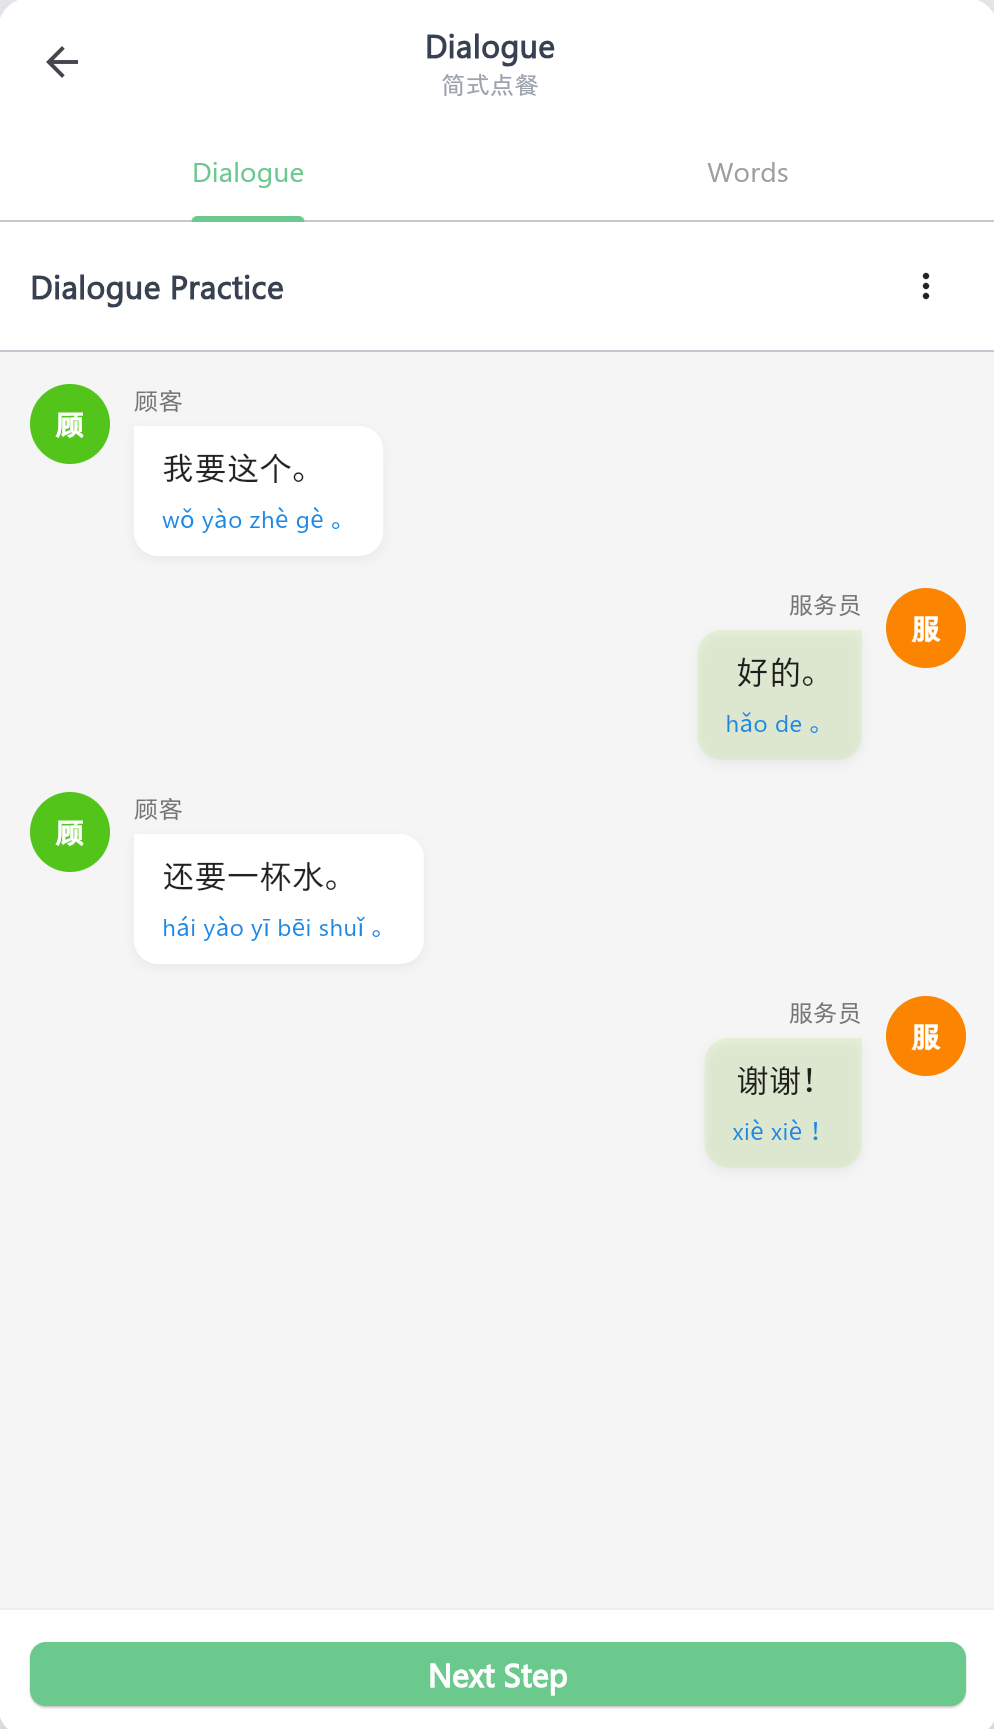 Dialogue
简式点餐
Dialogue
Words
Dialogue Practice
顾
顾客
我要这个。
wǒ yào zhè gè 。
服务员
服
好的。
hǎo de 。
顾
顾客
还要一杯水。
hái yào yī bēi shuǐ 。
服务员
服
谢谢！
xiè xiè ！
Next Step